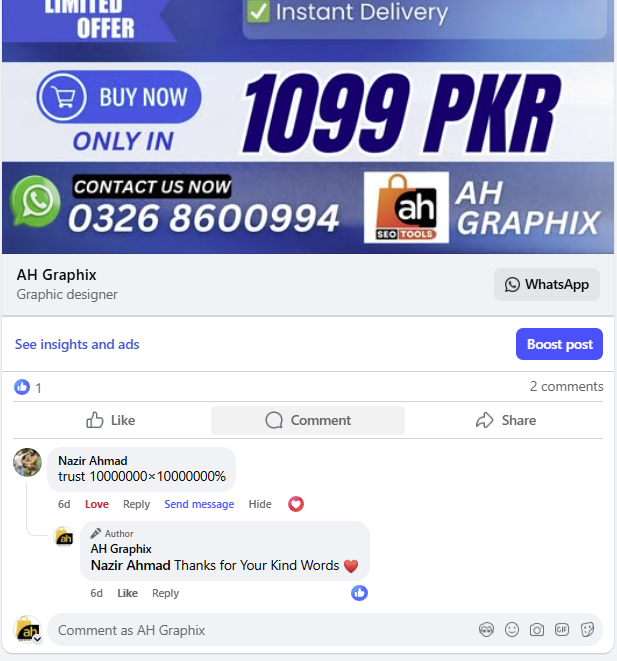 LIMITED
OFFER
✅ Instant Delivery
BUY NOW
ONLY IN
1099 PKR
CONTACT US NOW
0326 8600994
ah
SEO TOOLS
AH
GRAPHIX
AH Graphix
Graphic designer
WhatsApp
See insights and ads
Boost post
1
2 comments
Like
Comment
Share
Nazir Ahmad
trust 10000000×10000000%
6d Love Reply Send message Hide
Author
AH Graphix
Nazir Ahmad Thanks for Your Kind Words ♥️
6d Like Reply
Comment as AH Graphix
GIF